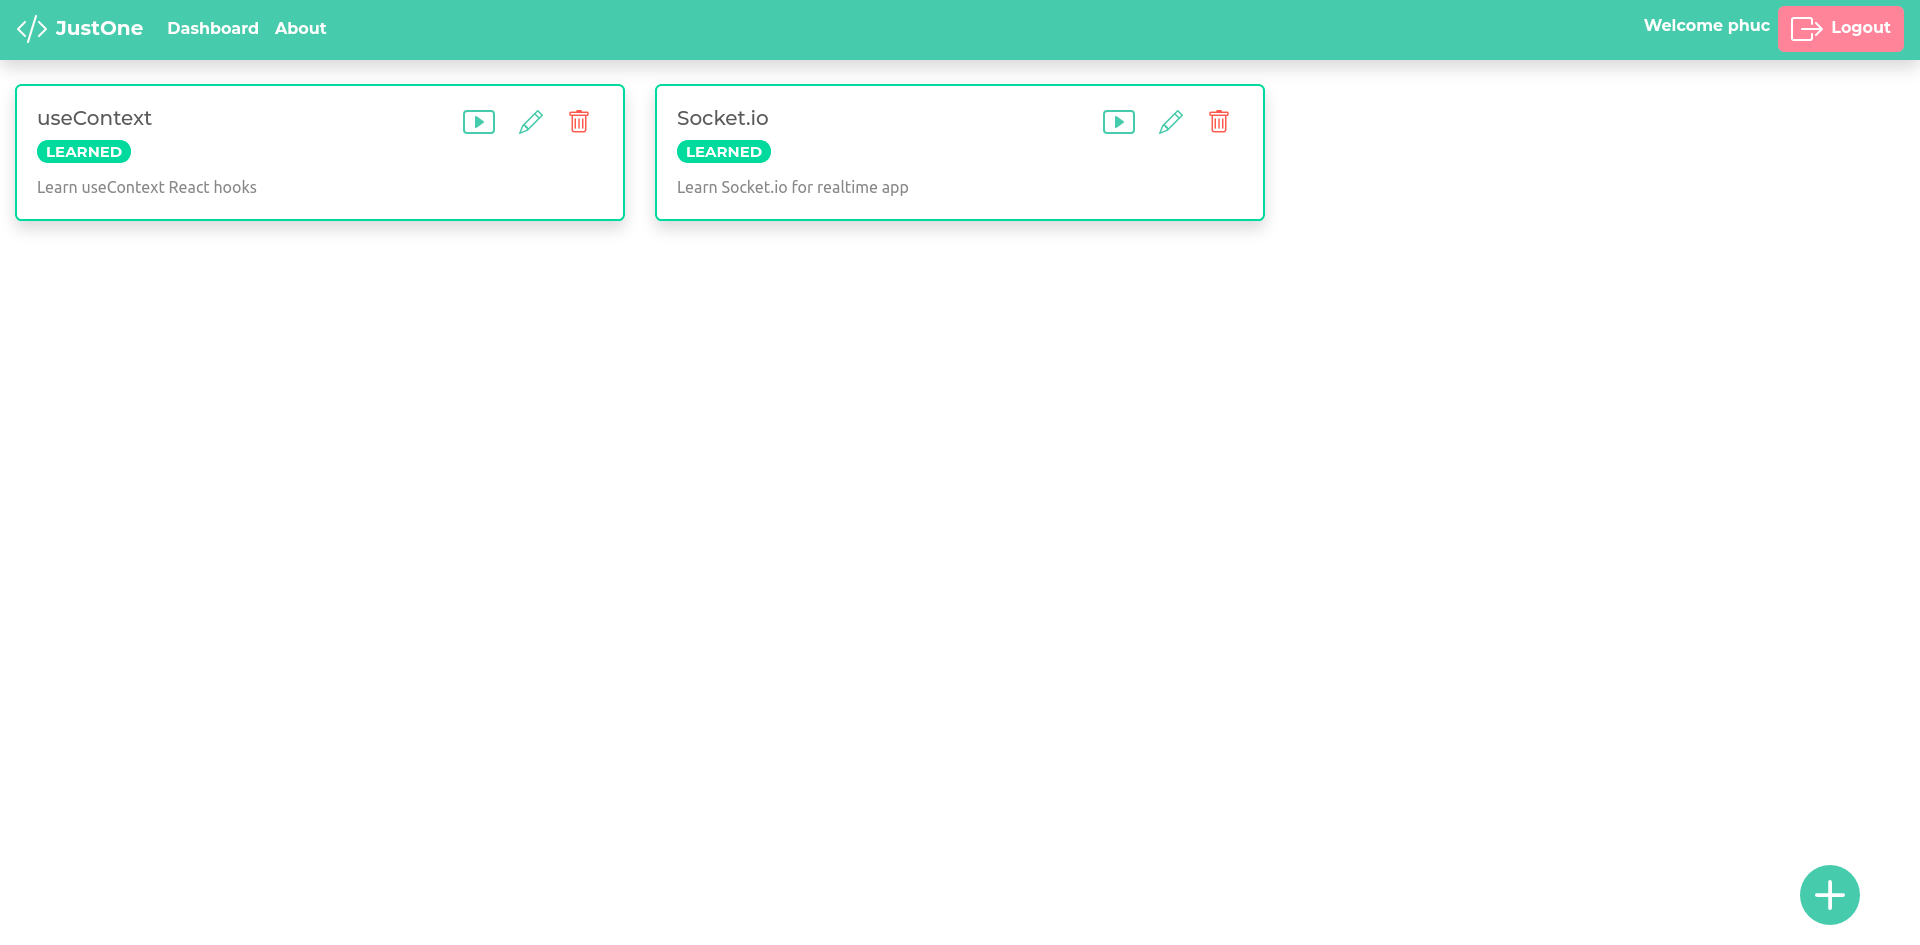 JustOne Dashboard About Welcome phuc Logout
useContext
LEARNED
Learn useContext React hooks
Socket.io
LEARNED
Learn Socket.io for realtime app